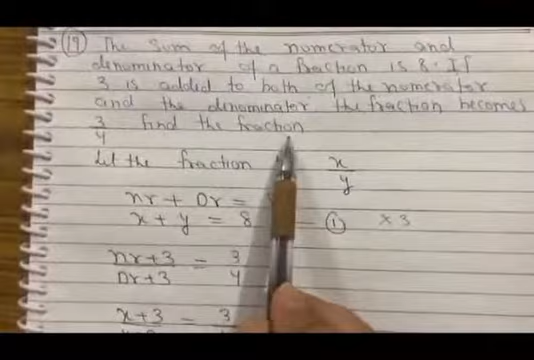 19 The sum of the numerator and
denominator of a fraction is 8. If
3 is added to both of the numerator
and the denominator the fraction becomes
3/4 find the fraction
Let the fraction x/y
nr + Dr =
x + y = 8 ① × 3
nr+3/Dr+3 = 3/4
x+3 = 3